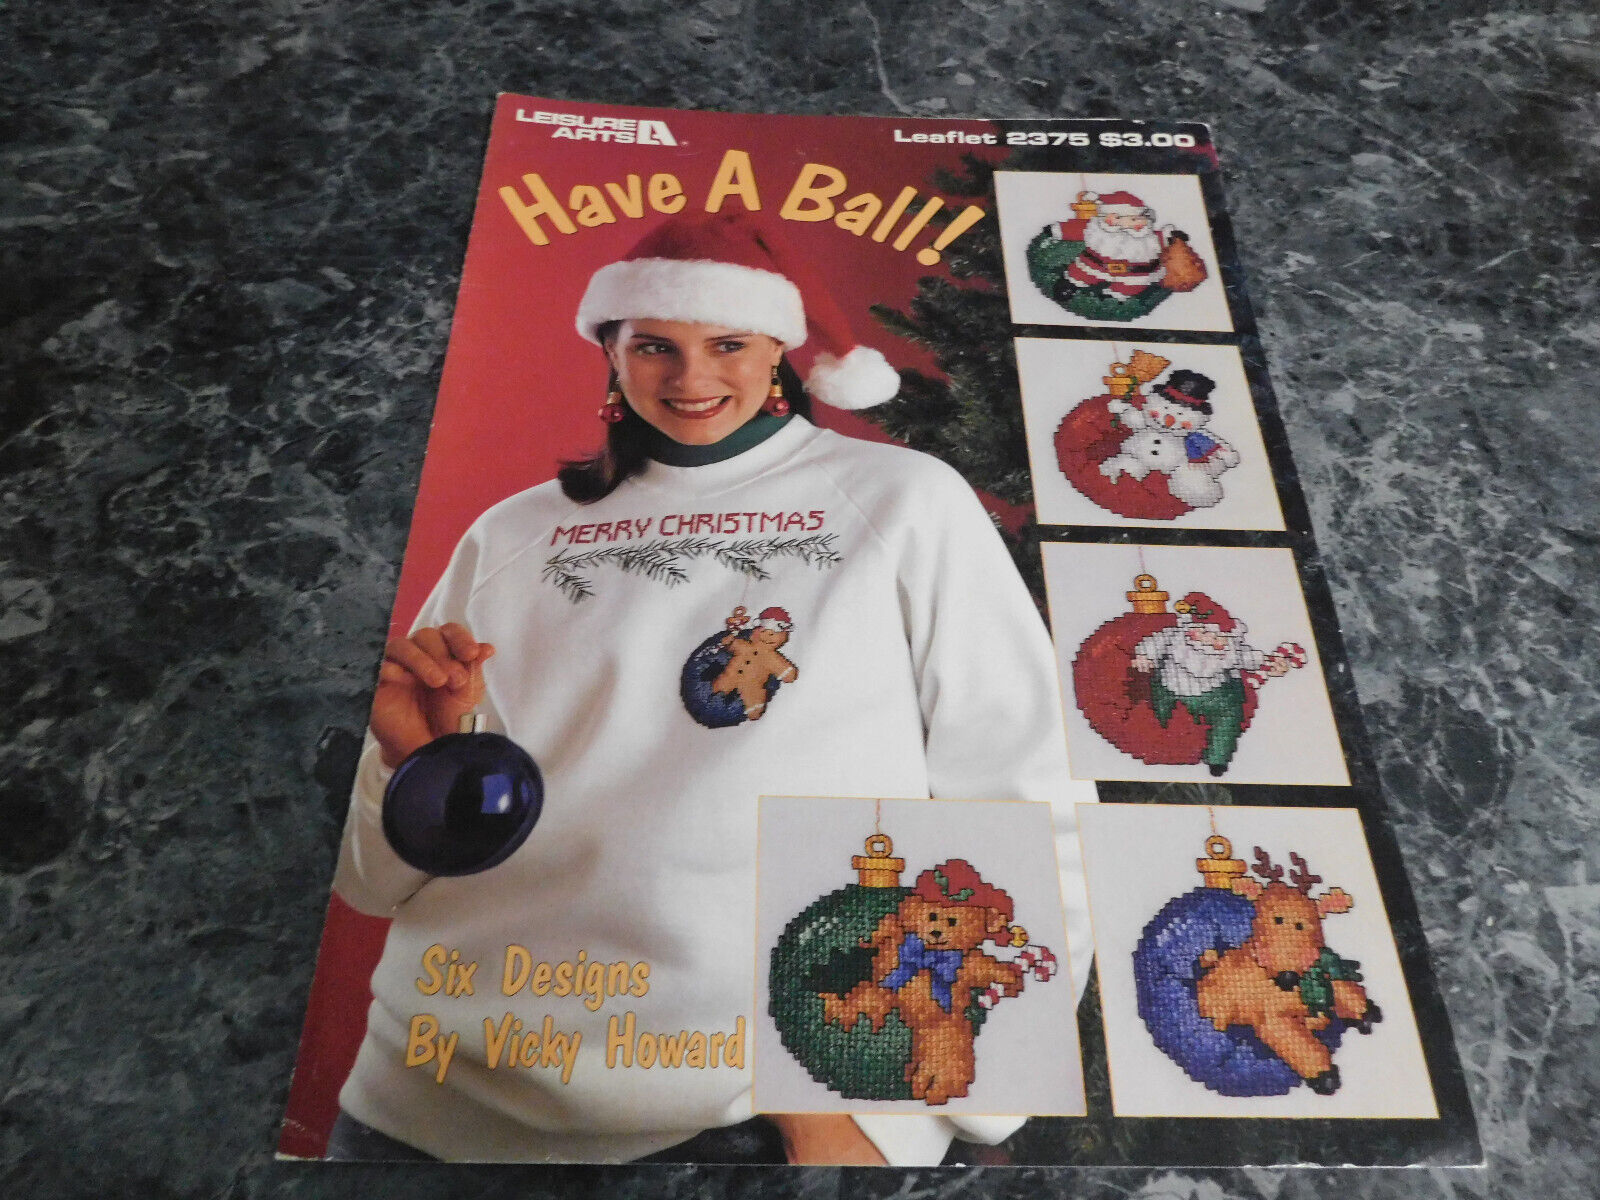 LEISURE
ARTS
Leaflet 2375 $3.00
Have A Ball!
MERRY CHRISTMAS
Six Designs
By Vicky Howard